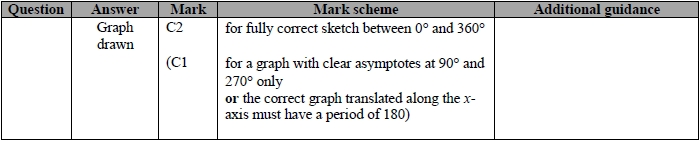 Question Answer Mark Mark scheme Additional guidance
Graph drawn C2 for fully correct sketch between 0° and 360°
(C1 for a graph with clear asymptotes at 90° and
270° only
or the correct graph translated along the x-
axis must have a period of 180)